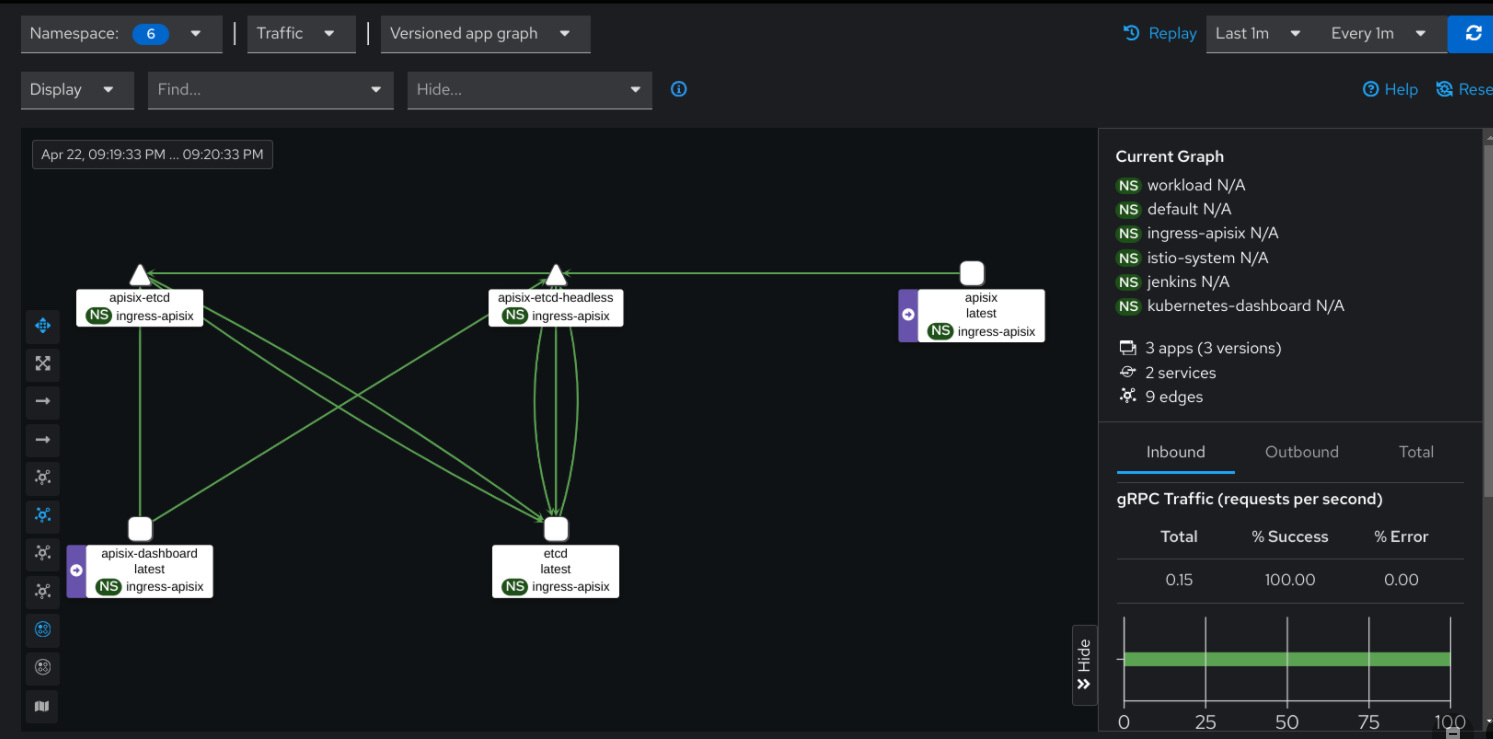 Namespace: 6
Traffic
Versioned app graph
Replay
Last 1m
Every 1m
Display
Find...
Hide...
Help
Rese
Apr 22, 09:19:33 PM ... 09:20:33 PM
apisix-etcd
NS ingress-apisix
apisix-etcd-headless
NS ingress-apisix
apisix
latest
NS ingress-apisix
apisix-dashboard
latest
NS ingress-apisix
etcd
latest
NS ingress-apisix
Hide
Current Graph
NS workload N/A
NS default N/A
NS ingress-apisix N/A
NS istio-system N/A
NS jenkins N/A
NS kubernetes-dashboard N/A
3 apps (3 versions)
2 services
9 edges
Inbound Outbound Total
gRPC Traffic (requests per second)
Total % Success % Error
0.15 100.00 0.00
0 25 50 75 100